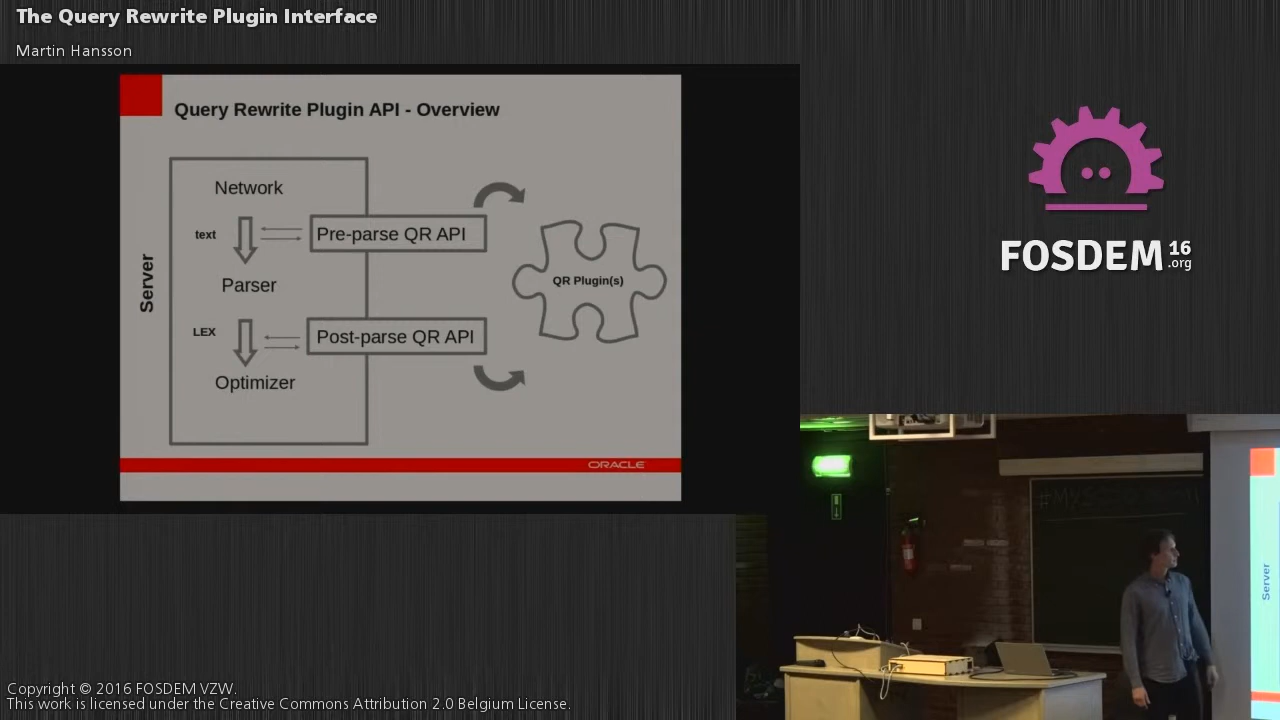 The Query Rewrite Plugin Interface
Martin Hansson
Query Rewrite Plugin API - Overview
Server
Network
text
Pre-parse QR API
Parser
LEX
Post-parse QR API
Optimizer
QR Plugin(s)
ORACLE
FOSDEM 16
.org
Server
Copyright © 2016 FOSDEM VZW.
This work is licensed under the Creative Commons Attribution 2.0 Belgium License.